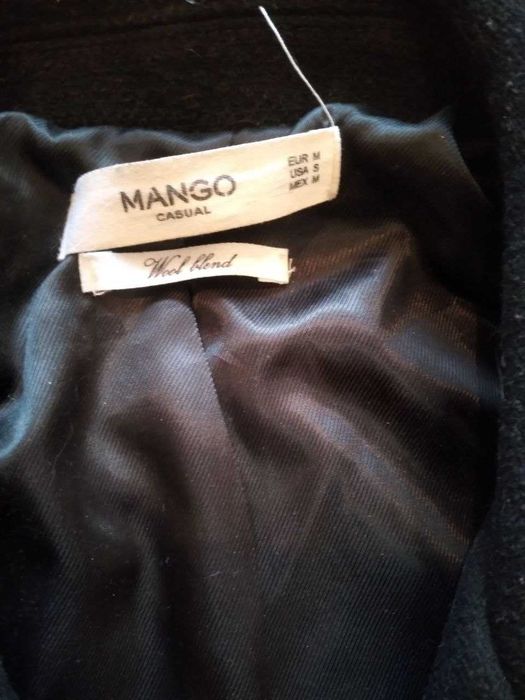 MANGO
CASUAL
EUR M
USA S
MEX M
Wool blend